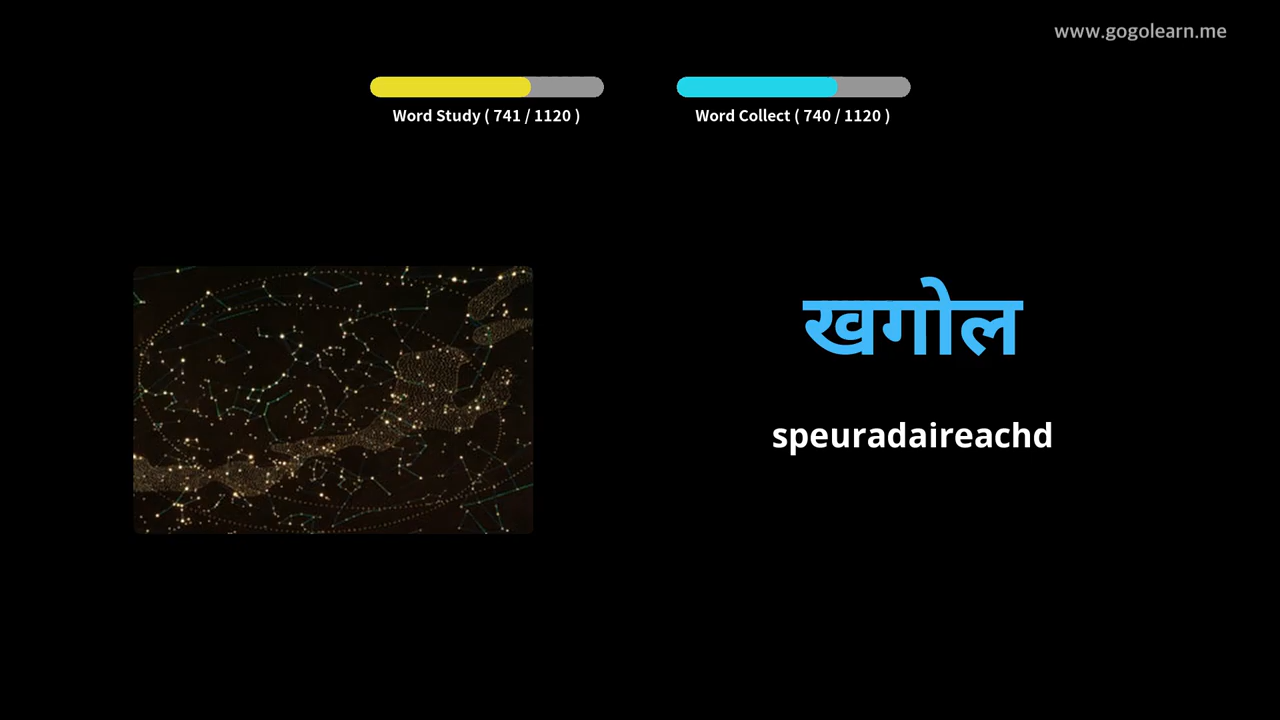 www.gogolearn.me
Word Study ( 741 / 1120 )
Word Collect ( 740 / 1120 )
खगोल
speuradaireachd